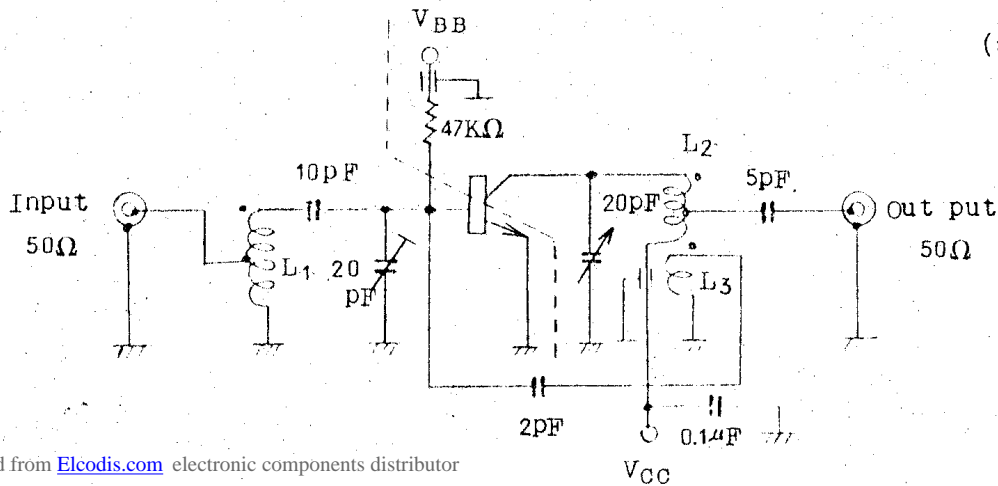 VBB
(
47KΩ
L2
10pF
5pF
Input
20pF
Out put
50Ω
50Ω
L1
20
pF
L3
2pF
0.1μF
VCC
d from Elcodis.com electronic components distributor